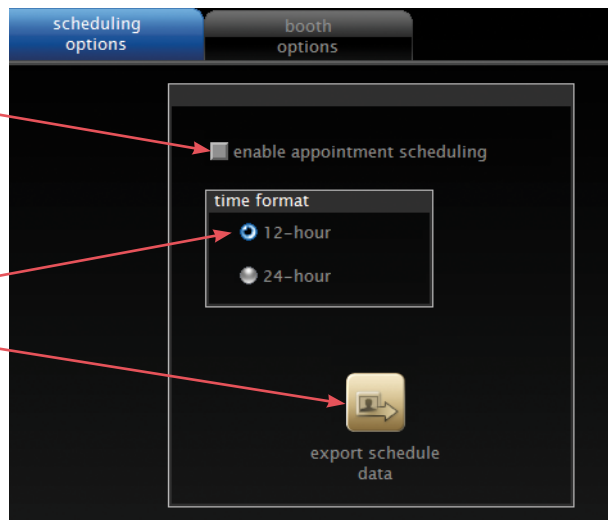 scheduling
options
booth
options
enable appointment scheduling
time format
12-hour
24-hour
export schedule
data